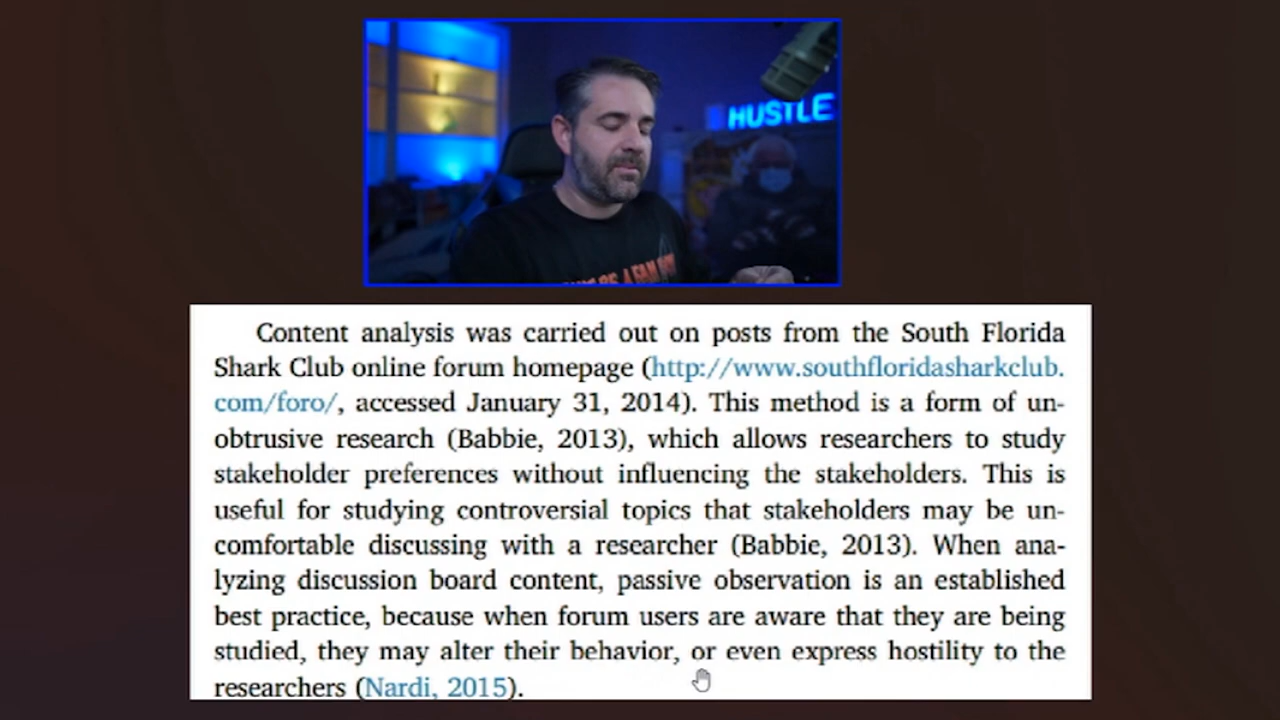 HUSTLE
Content analysis was carried out on posts from the South Florida
Shark Club online forum homepage (http://www.southfloridasharkclub.
com/foro/, accessed January 31, 2014). This method is a form of un-
obtrusive research (Babbie, 2013), which allows researchers to study
stakeholder preferences without influencing the stakeholders. This is
useful for studying controversial topics that stakeholders may be un-
comfortable discussing with a researcher (Babbie, 2013). When ana-
lyzing discussion board content, passive observation is an established
best practice, because when forum users are aware that they are being
studied, they may alter their behavior, or even express hostility to the
researchers (Nardi, 2015).